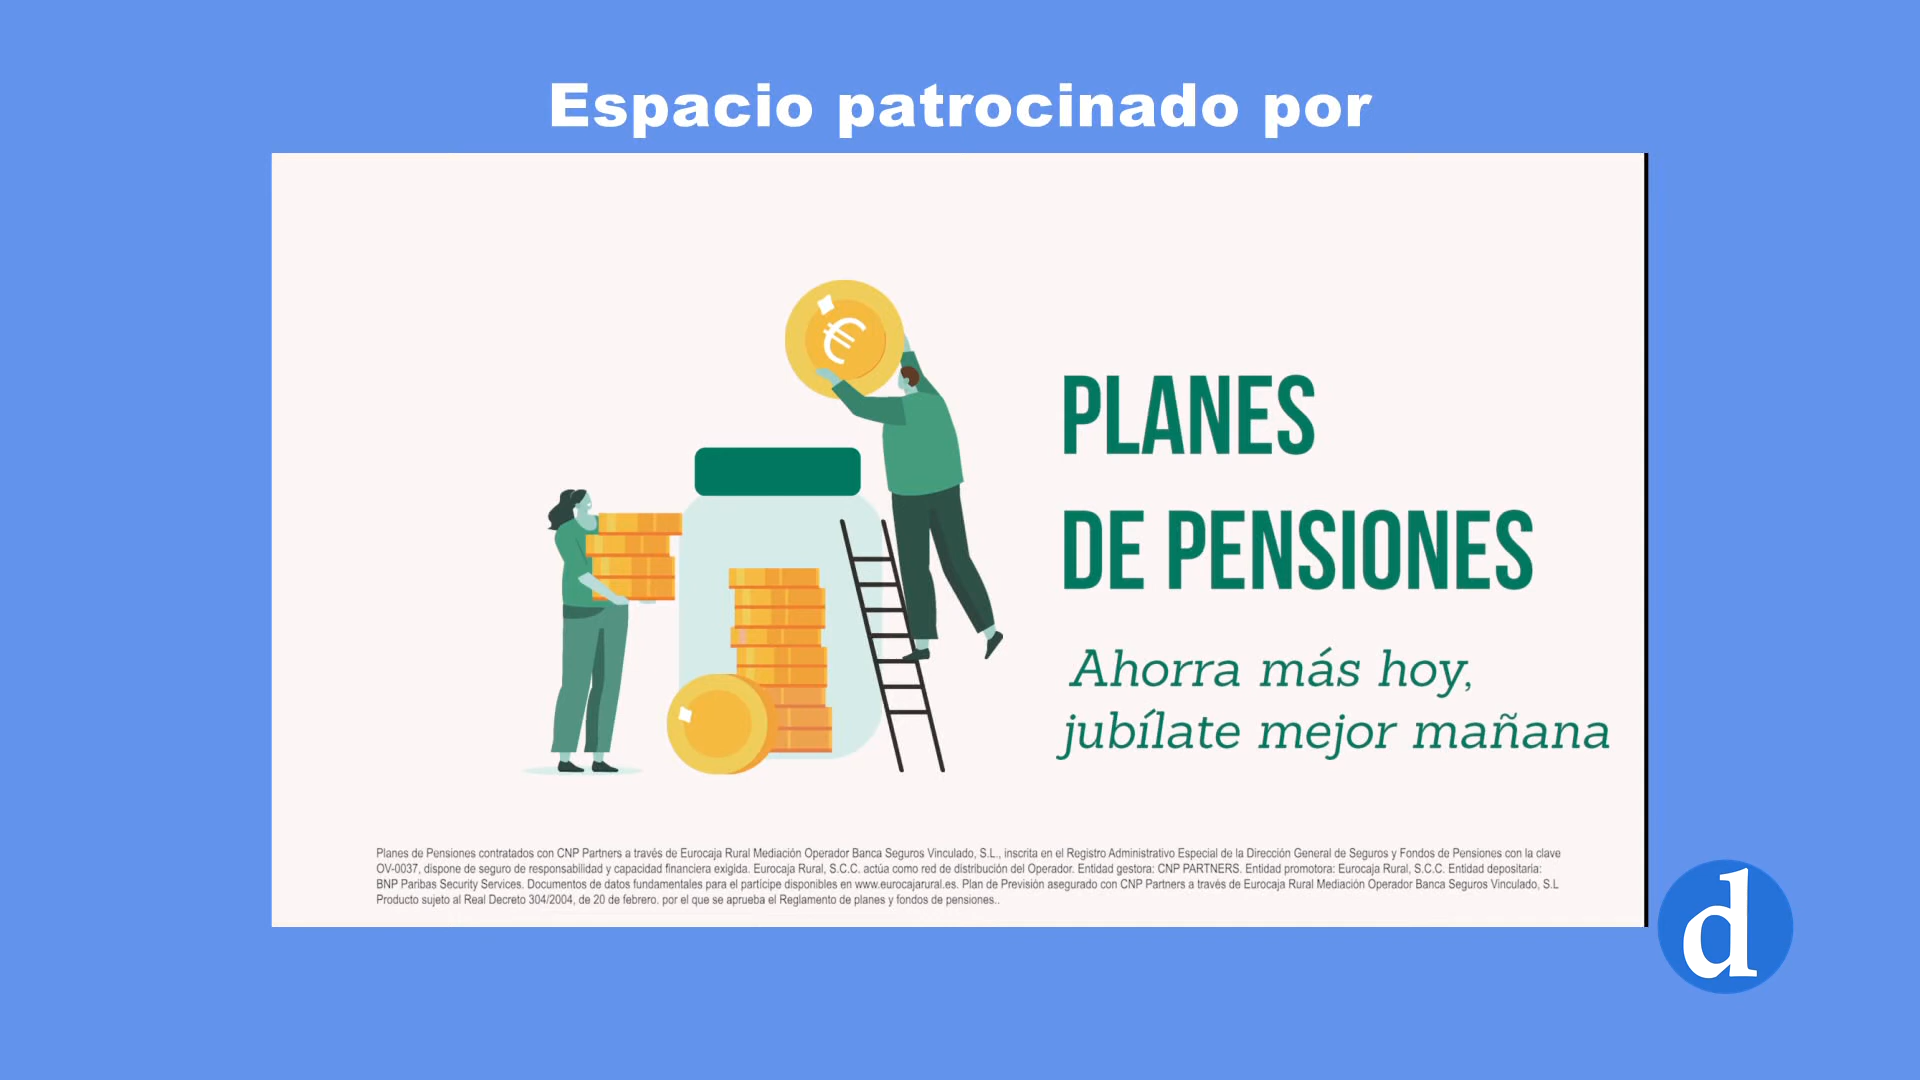 Espacio patrocinado por
€
PLANES
DE PENSIONES
Ahorra más hoy,
jubílate mejor mañana
Planes de Pensiones contratados con CNP Partners a través de Eurocaja Rural Mediación Operador Banca Seguros Vinculado, S.L., inscrita en el Registro Administrativo Especial de la Dirección General de Seguros y Fondos de Pensiones con la clave
OV-0037, dispone de seguro de responsabilidad y capacidad financiera exigida. Eurocaja Rural, S.C.C. actúa como red de distribución del Operador. Entidad gestora: CNP PARTNERS. Entidad promotora: Eurocaja Rural, S.C.C. Entidad depositaria:
BNP Paribas Security Services. Documentos de datos fundamentales para el partícipe disponibles en www.eurocajarural.es. Plan de Previsión asegurado con CNP Partners a través de Eurocaja Rural Mediación Operador Banca Seguros Vinculado, S.L
Producto sujeto al Real Decreto 304/2004, de 20 de febrero. por el que se aprueba el Reglamento de planes y fondos de pensiones..
d